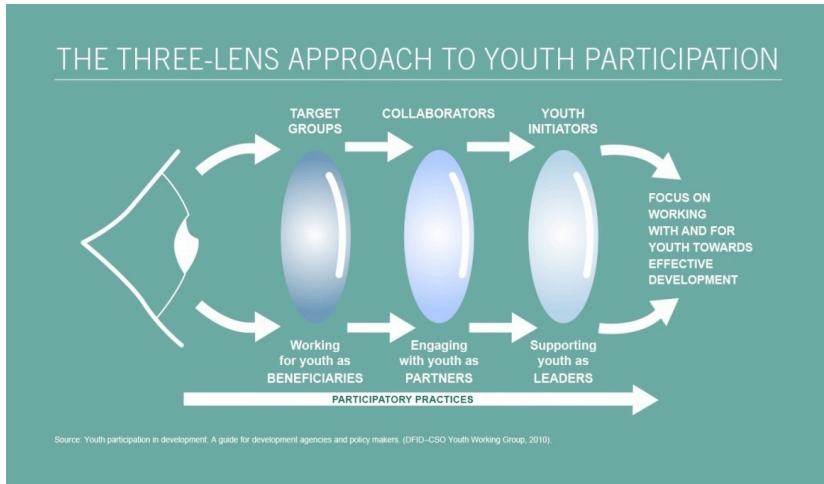 THE THREE-LENS APPROACH TO YOUTH PARTICIPATION
TARGET
GROUPS
COLLABORATORS
YOUTH
INITIATORS
FOCUS ON
WORKING
WITH AND FOR
YOUTH TOWARDS
EFFECTIVE
DEVELOPMENT
Working
for youth as
BENEFICIARIES
Engaging
with youth as
PARTNERS
Supporting
youth as
LEADERS
PARTICIPATORY PRACTICES
Source: Youth participation in development: A guide for development agencies and policy makers. (DFID–CSO Youth Working Group, 2010).